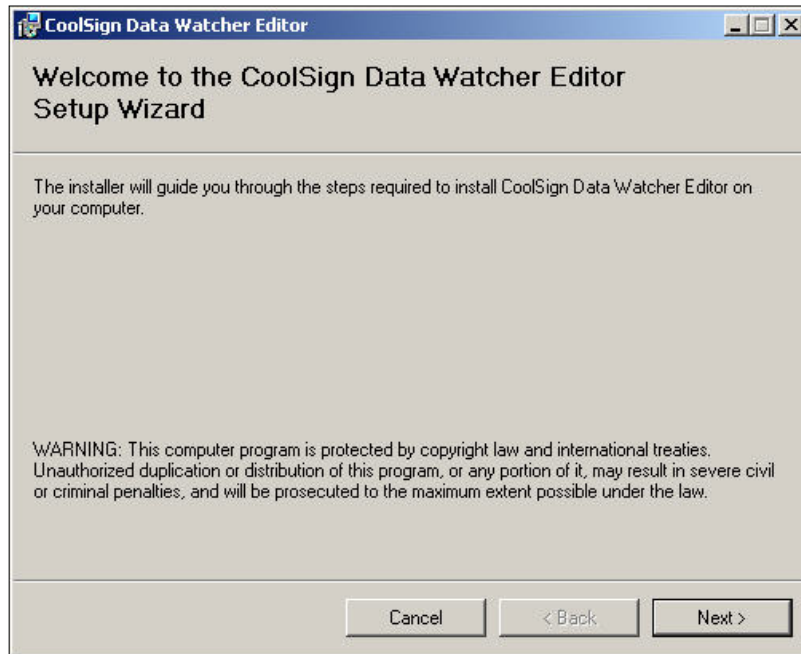 CoolSign Data Watcher Editor
Welcome to the CoolSign Data Watcher Editor
Setup Wizard
The installer will guide you through the steps required to install CoolSign Data Watcher Editor on
your computer.
WARNING: This computer program is protected by copyright law and international treaties.
Unauthorized duplication or distribution of this program, or any portion of it, may result in severe civil
or criminal penalties, and will be prosecuted to the maximum extent possible under the law.
Cancel < Back Next >